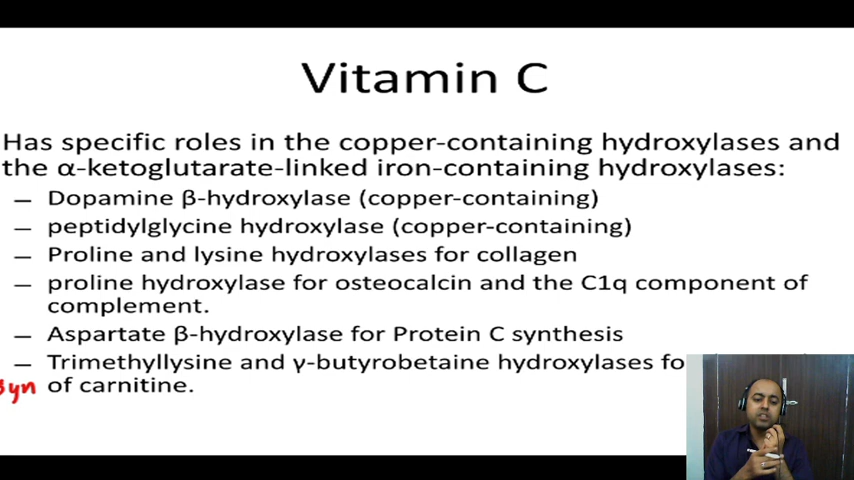 Vitamin C
Has specific roles in the copper-containing hydroxylases and
the α-ketoglutarate-linked iron-containing hydroxylases:
– Dopamine β-hydroxylase (copper-containing)
– peptidylglycine hydroxylase (copper-containing)
– Proline and lysine hydroxylases for collagen
– proline hydroxylase for osteocalcin and the C1q component of
complement.
– Aspartate β-hydroxylase for Protein C synthesis
– Trimethyllysine and γ-butyrobetaine hydroxylases fo
of carnitine.